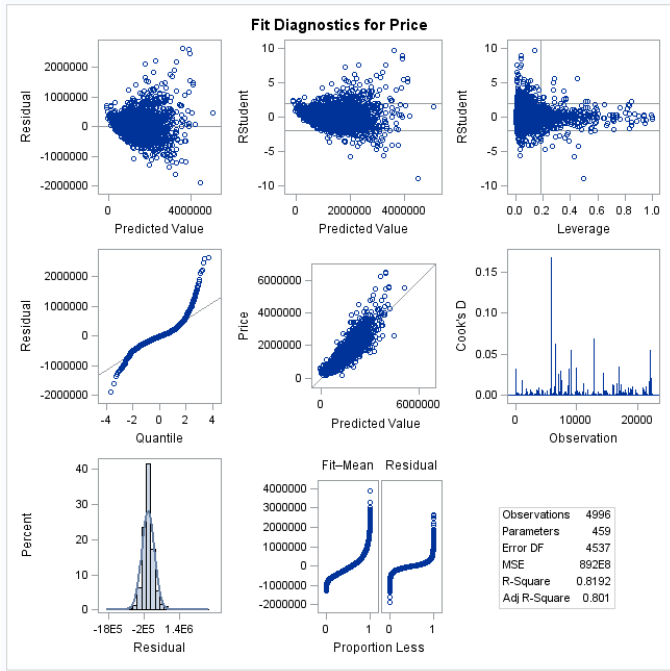 Fit Diagnostics for Price
Residual
2000000
1000000
0
-1000000
-2000000
0
4000000
Predicted Value
RStudent
10
5
0
-5
-10
0
2000000
4000000
Predicted Value
RStudent
10
5
0
-5
-10
0.0 0.2 0.4 0.6 0.8 1.0
Leverage
Residual
2000000
1000000
0
-1000000
-2000000
-4 -2 0 2 4
Quantile
Price
6000000
4000000
2000000
0
0
6000000
Predicted Value
Cook's D
0.15
0.10
0.05
0.00
0 10000 20000
Observation
Percent
40
30
20
10
0
-18E5 -2E5 1.4E6
Residual
Fit–Mean
Residual
4000000
3000000
2000000
1000000
0
-1000000
-2000000
0 1
0 1
Proportion Less
Observations 4996
Parameters 459
Error DF 4537
MSE 892E8
R-Square 0.8192
Adj R-Square 0.801